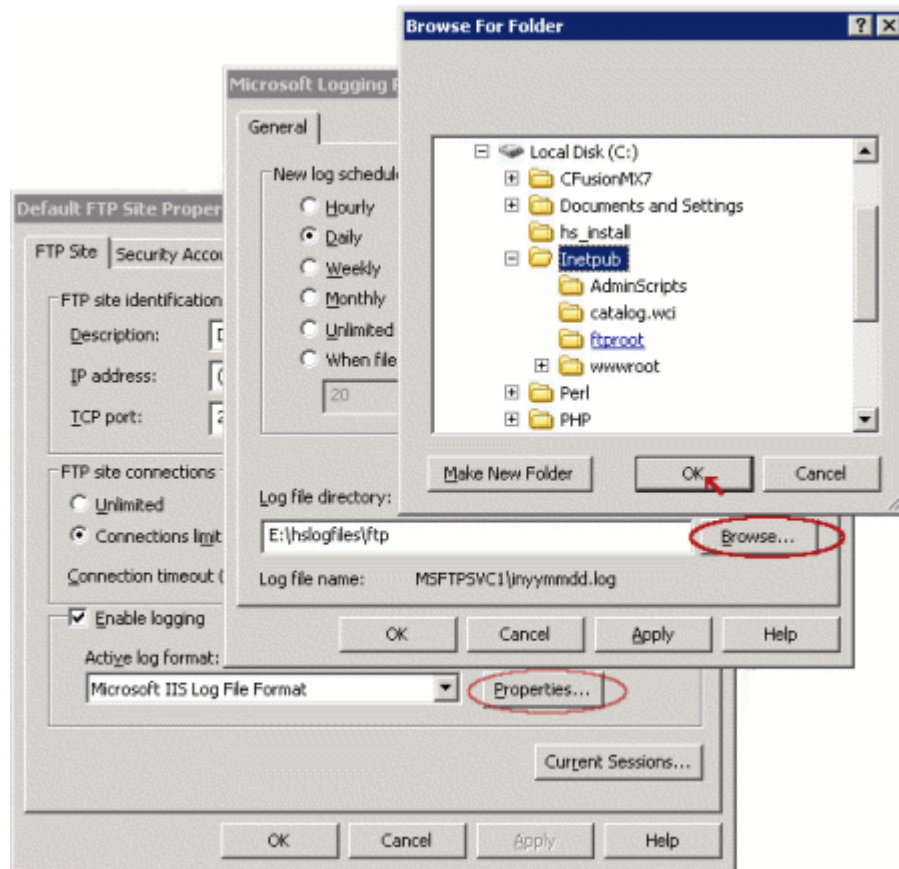 Browse For Folder
Local Disk (C:)
CFusionMX7
Documents and Settings
hs_install
Inetpub
AdminScripts
catalog.wci
ftproot
wwwroot
Perl
PHP
Make New Folder
OK
Cancel
Microsoft Logging
General
New log
Hourly
Daily
Weekly
Monthly
Unlimited
When file
20
Log file directory:
E:\hslogfiles\ftp
Browse...
Log file name: MSFTPSVC1\inyymmdd.log
OK
Cancel
Apply
Help
Default FTP Site
FTP Site
Security
FTP site identification
Description:
IP address:
TCP port:
FTP site connections
Unlimited
Connections
Connection timeout
Enable logging
Active log format:
Microsoft IIS Log File Format
Properties...
Current Sessions...
OK
Cancel
Apply
Help